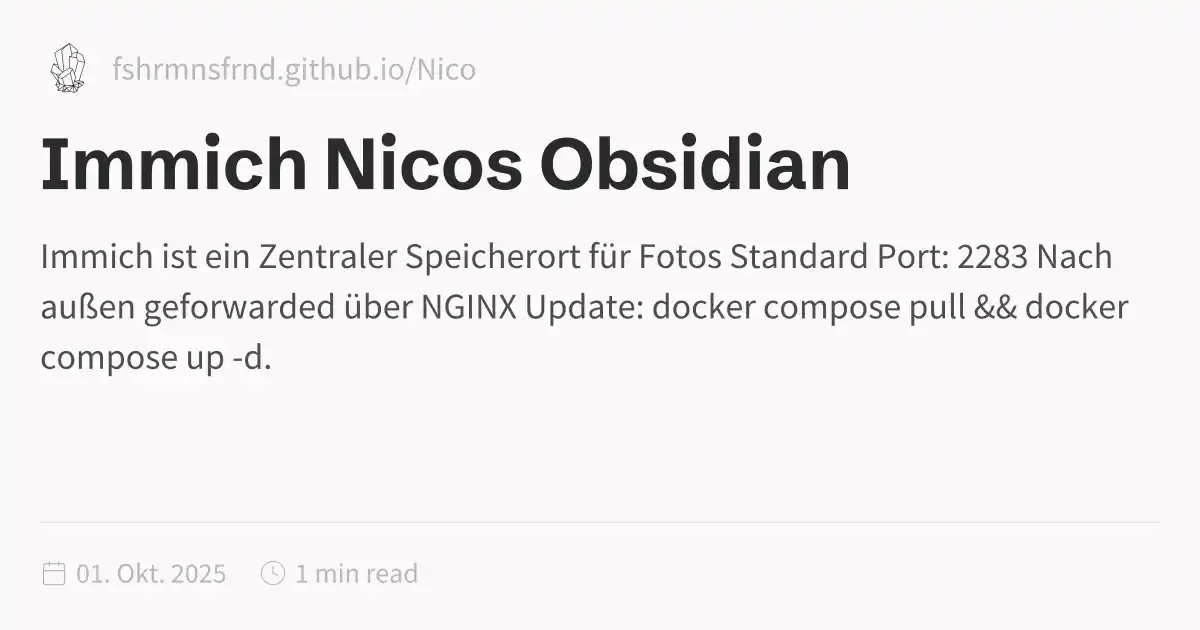 fshrmnsfrnd.github.io/Nico
Immich Nicos Obsidian
Immich ist ein Zentraler Speicherort für Fotos Standard Port: 2283 Nach
außen geforwarded über NGINX Update: docker compose pull && docker
compose up -d.
01. Okt. 2025 1 min read